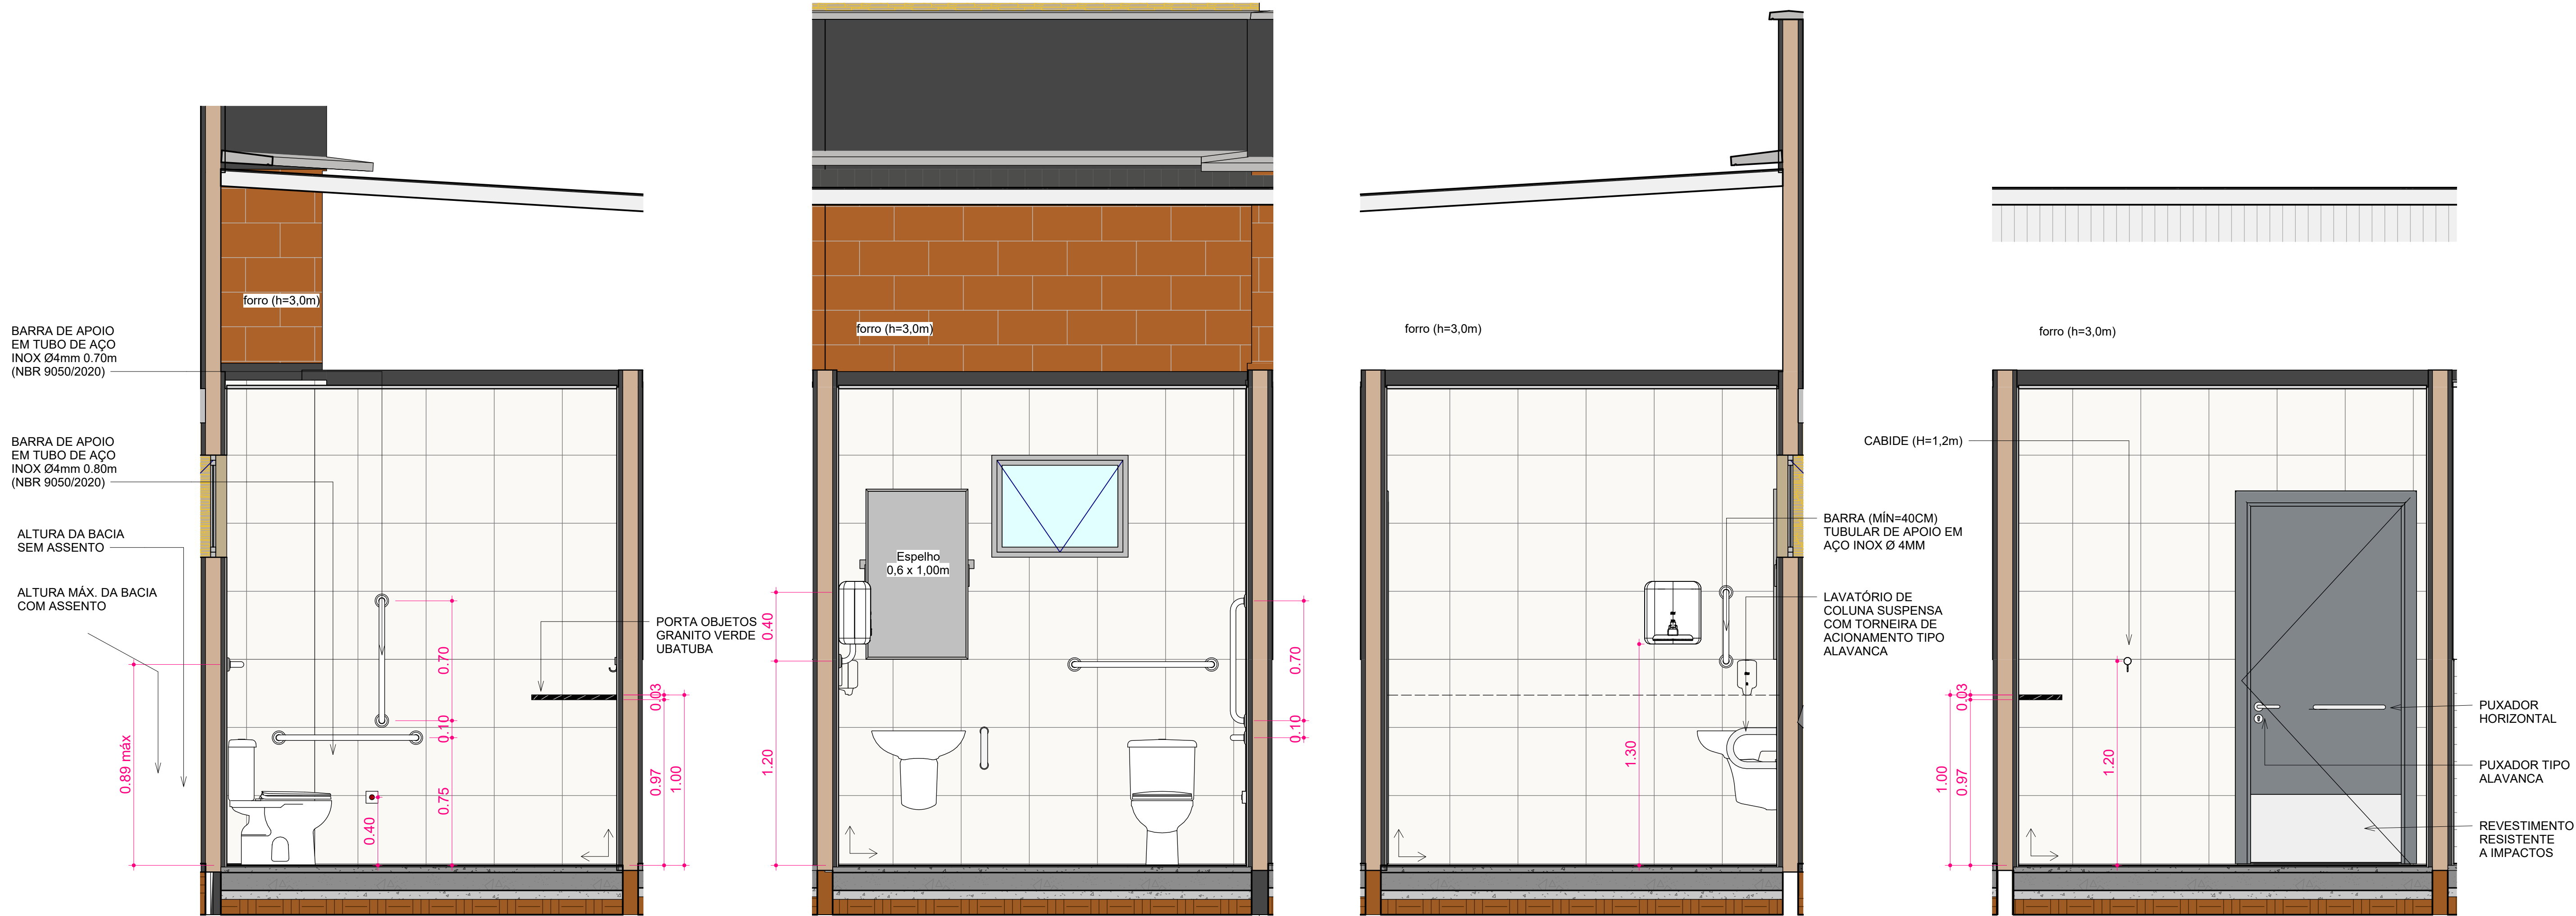 forro (h=3,0m)
BARRA DE APOIO
EM TUBO DE AÇO
INOX Ø4mm 0.70m
(NBR 9050/2020)
BARRA DE APOIO
EM TUBO DE AÇO
INOX Ø4mm 0.80m
(NBR 9050/2020)
ALTURA DA BACIA
SEM ASSENTO
ALTURA MÁX. DA BACIA
COM ASSENTO
0.89 máx
0.70
0.10
0.75
0.40
PORTA OBJETOS
GRANITO VERDE
UBATUBA
0.03
0.97
1.00
forro (h=3,0m)
Espelho
0,6 x 1,00m
0.40
1.20
0.70
0.10
forro (h=3,0m)
1.30
BARRA (MÍN=40CM)
TUBULAR DE APOIO EM
AÇO INOX Ø 4MM
LAVATÓRIO DE
COLUNA SUSPENSA
COM TORNEIRA DE
ACIONAMENTO TIPO
ALAVANCA
forro (h=3,0m)
CABIDE (H=1,2m)
0.03
1.00
0.97
1.20
PUXADOR
HORIZONTAL
PUXADOR TIPO
ALAVANCA
REVESTIMENTO
RESISTENTE
A IMPACTOS